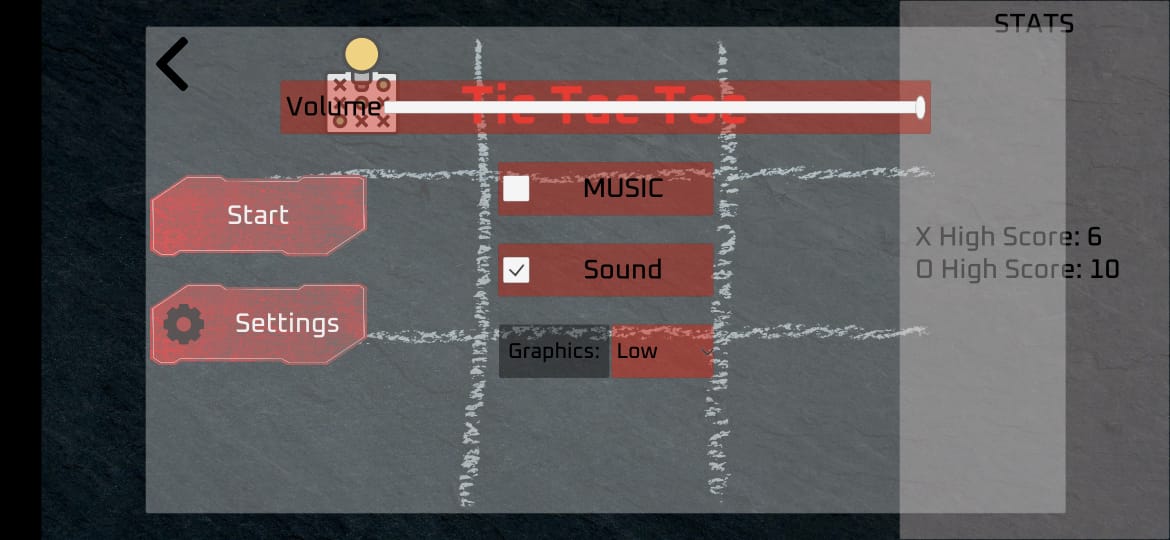 STATS
Volume
Tic Tac Toe
MUSIC
Start
X High Score: 6
Sound
O High Score: 10
Settings
Graphics: Low